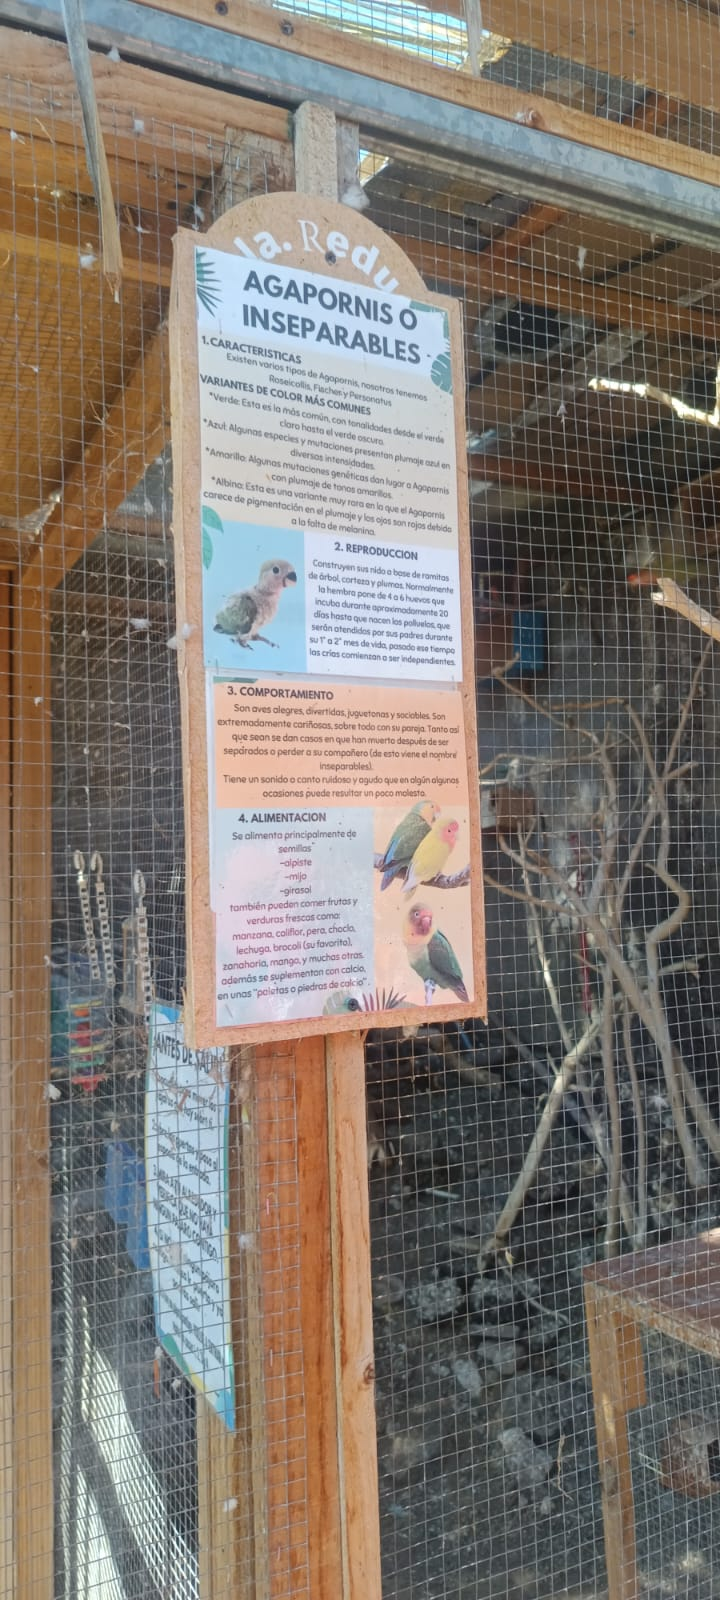 la. Redu
AGAPORNIS O
INSEPARABLES
1. CARACTERISTICAS
Existen varios tipos de Agapornis, nosotros tenemos
Roseicollis, Fischer y Personatus
VARIANTES DE COLOR MÁS COMUNES
*Verde: Esta es la más común, con tonalidades desde el verde
claro hasta el verde oscuro.
*Azul: Algunas especies y mutaciones presentan plumaje azul en
diversas intensidades.
*Amarillo: Algunas mutaciones genéticas dan lugar a Agapornis
con plumaje de tonos amarillos.
*Albino: Esta es una variante muy rara en la que el Agapornis
carece de pigmentación en el plumaje y los ojos son rojos debido
a la falta de melanina.
2. REPRODUCCION
Construyen sus nido a base de ramitas
de árbol, corteza y plumas. Normalmente
la hembra pone de 4 a 6 huevos que
incuba durante aproximadamente 20
días hasta que nacen los polluelos, que
serán atendidos por sus padres durante
su 1° a 2° mes de vida, pasado ese tiempo
las crías comienzan a ser independientes.
3. COMPORTAMIENTO
Son aves alegres, divertidas, juguetonas y sociables. Son
extremadamente cariñosas, sobre todo con su pareja. Tanto así
que sean se dan casos en que han muerto después de ser
separados o perder a su compañero (de esto viene el nombre
inseparables).
Tiene un sonido o canto ruidoso y agudo que en algún algunas
ocasiones puede resultar un poco molesto.
4. ALIMENTACION
Se alimenta principalmente de
semillas
-alpiste
-mijo
-girasol
también pueden comer frutas y
verduras frescas como:
manzana, coliflor, pera, choclo,
lechuga, brocoli (su favorito),
zanahoria, mango, y muchas otras.
además se suplementan con calcio,
en unas "paletas o piedras de calcio".
ANTES DE